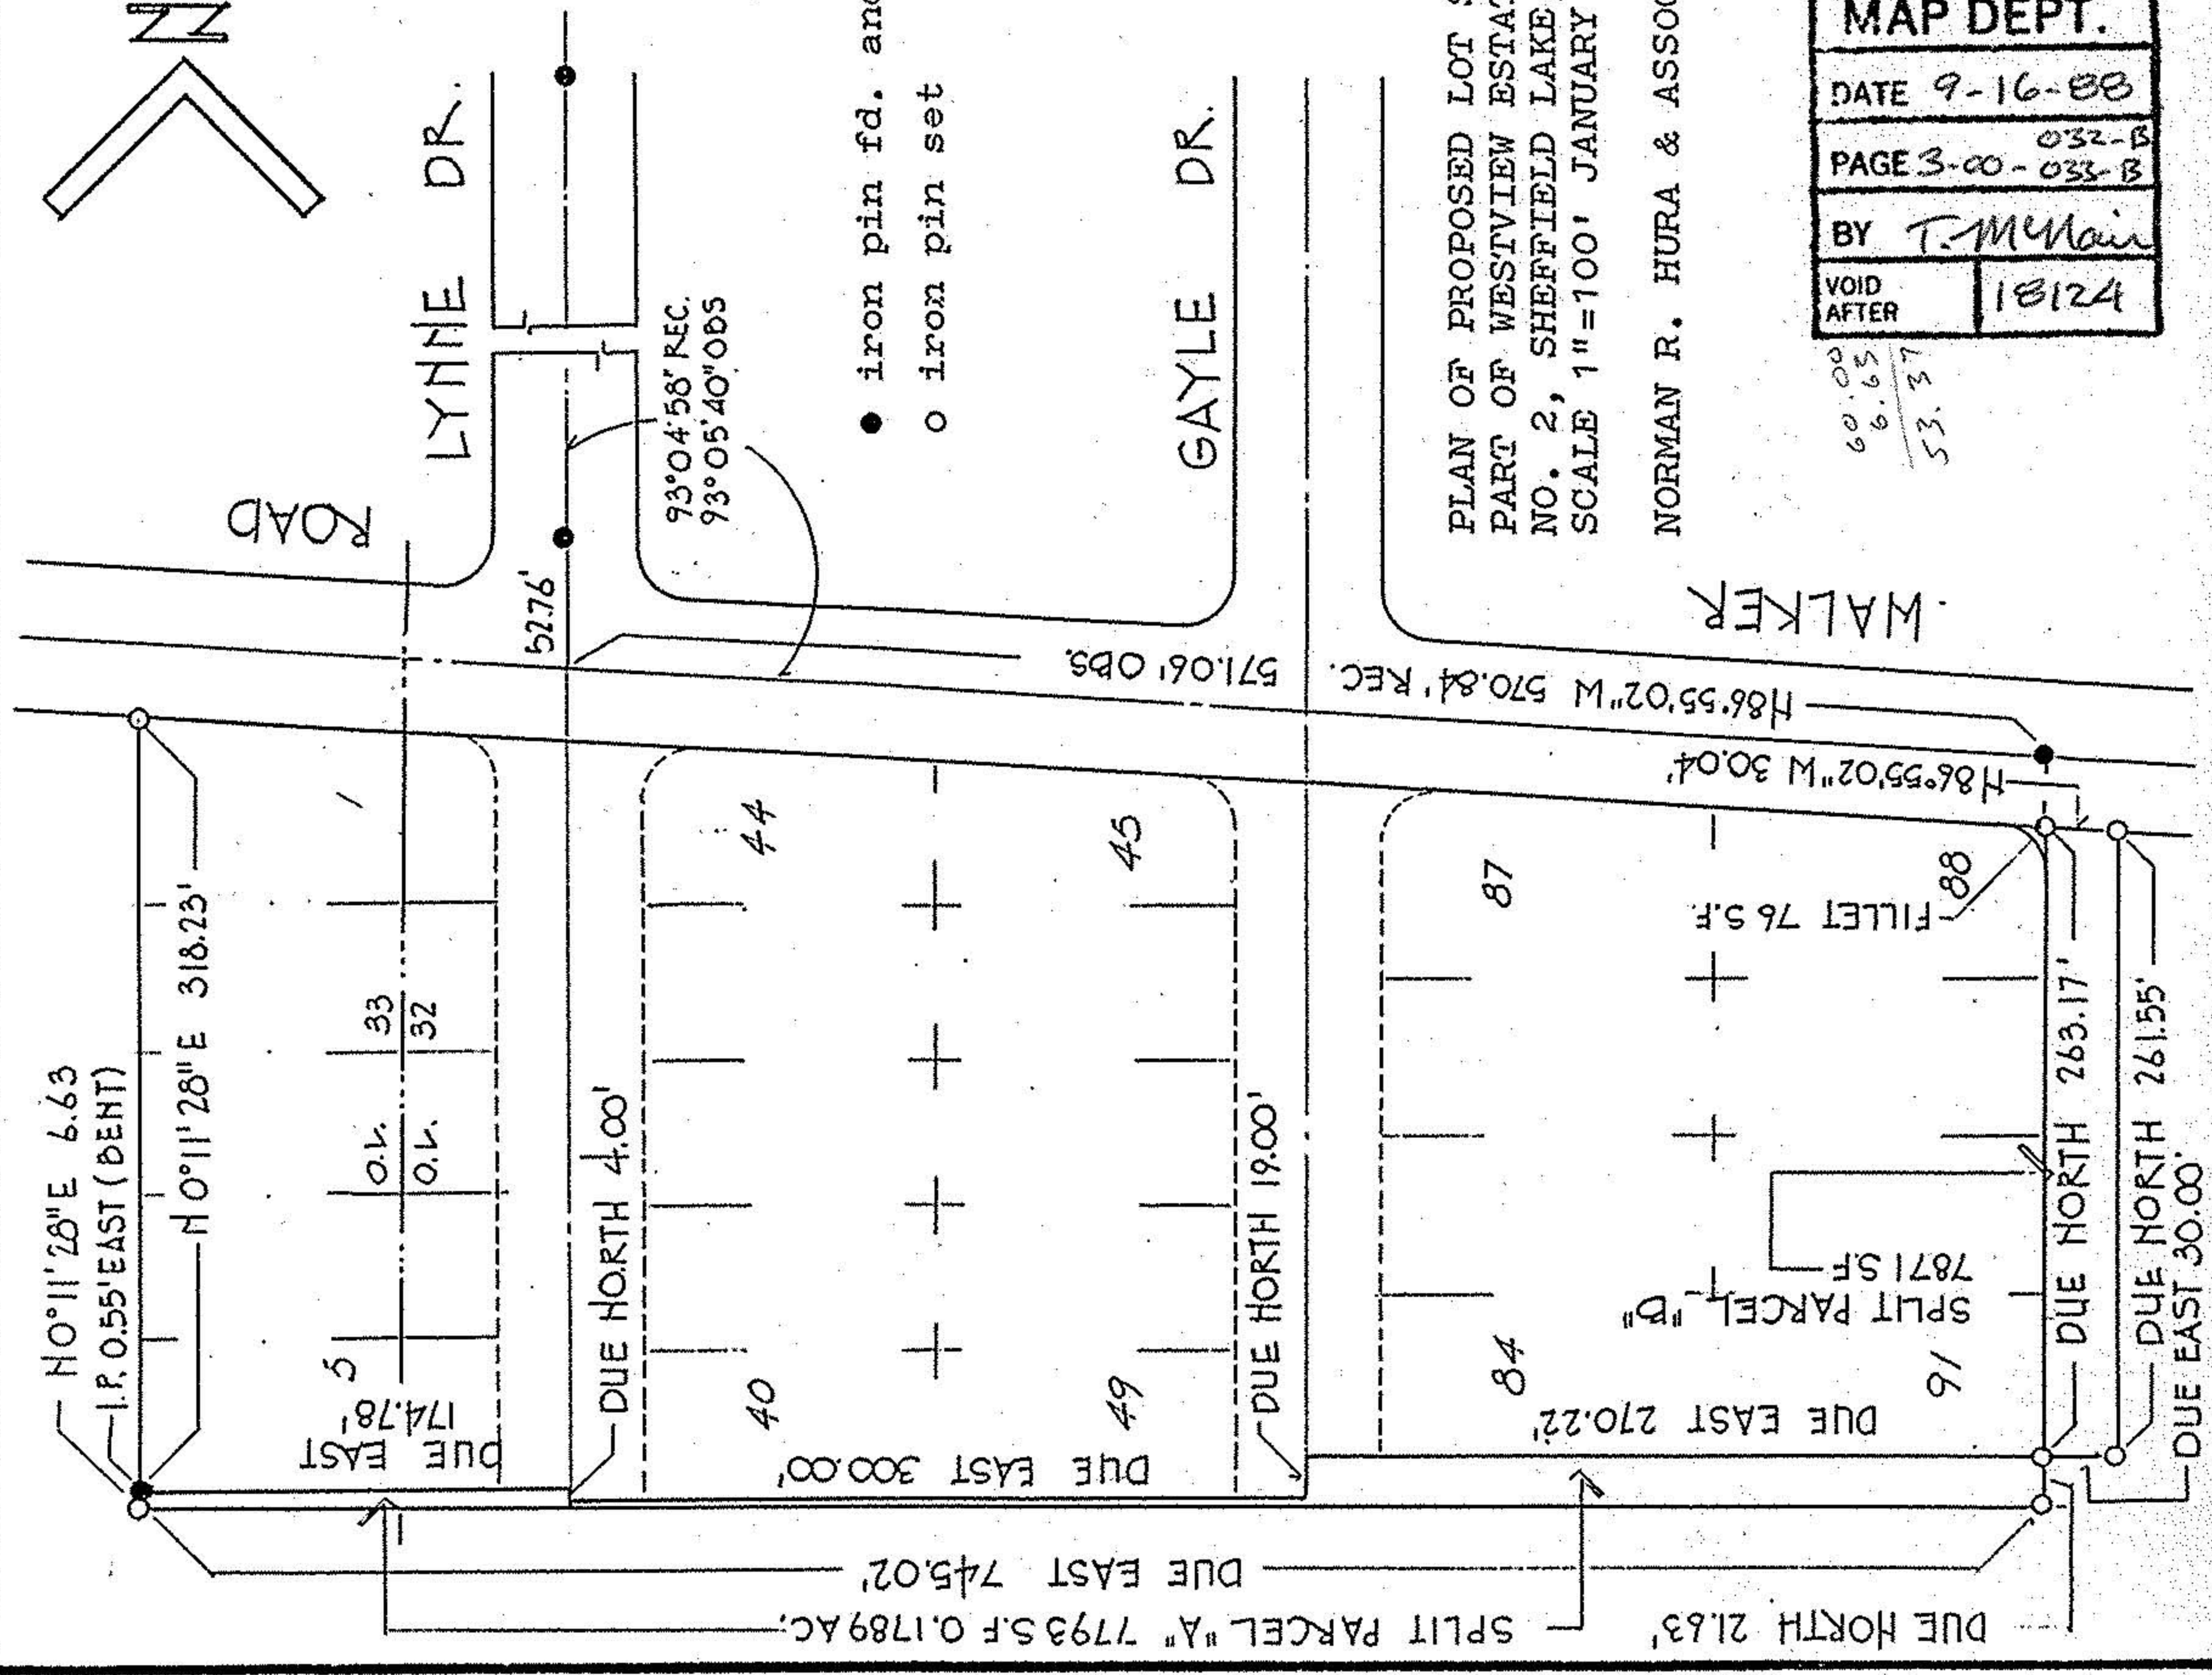 N
LYNNE DR.
ROAD
93°04'58" REC.
93°05'40" OBS
52.76'
● iron pin fd. and
○ iron pin set
GAYLE DR.
571.06' OBS.
N86°55'02"W 570.84' REC.
N86°55'02"W 30.04'
WALKER
PLAN OF PROPOSED LOT
PART OF WESTVIEW ESTA
NO. 2, SHEFFIELD LAKE
SCALE 1"=100' JANUARY
NORMAN R. HURA & ASSO
MAP DEPT.
DATE 9-16-88
032-B
PAGE 3-00-033-B
BY T. McNair
VOID AFTER 18124
60.00
6.63
53.37
N0°11'28"E 6.63
I.P. 0.55' EAST (BENT)
N0°11'28"E 318.23'
O.L. 33
O.L. 32
5
1
DUE EAST
174.78'
DUE NORTH 4.00'
44
45
40
49
DUE EAST 300.00'
DUE NORTH 19.00'
87
88
FILLET 76 S.F.
84
91
SPLIT PARCEL "B"
7871 S.F
DUE EAST 270.22'
DUE NORTH 263.17'
DUE NORTH 261.55'
DUE EAST 30.00'
DUE EAST 745.02'
SPLIT PARCEL "A" 7793 S.F 0.1789 AC.
DUE NORTH 21.63'